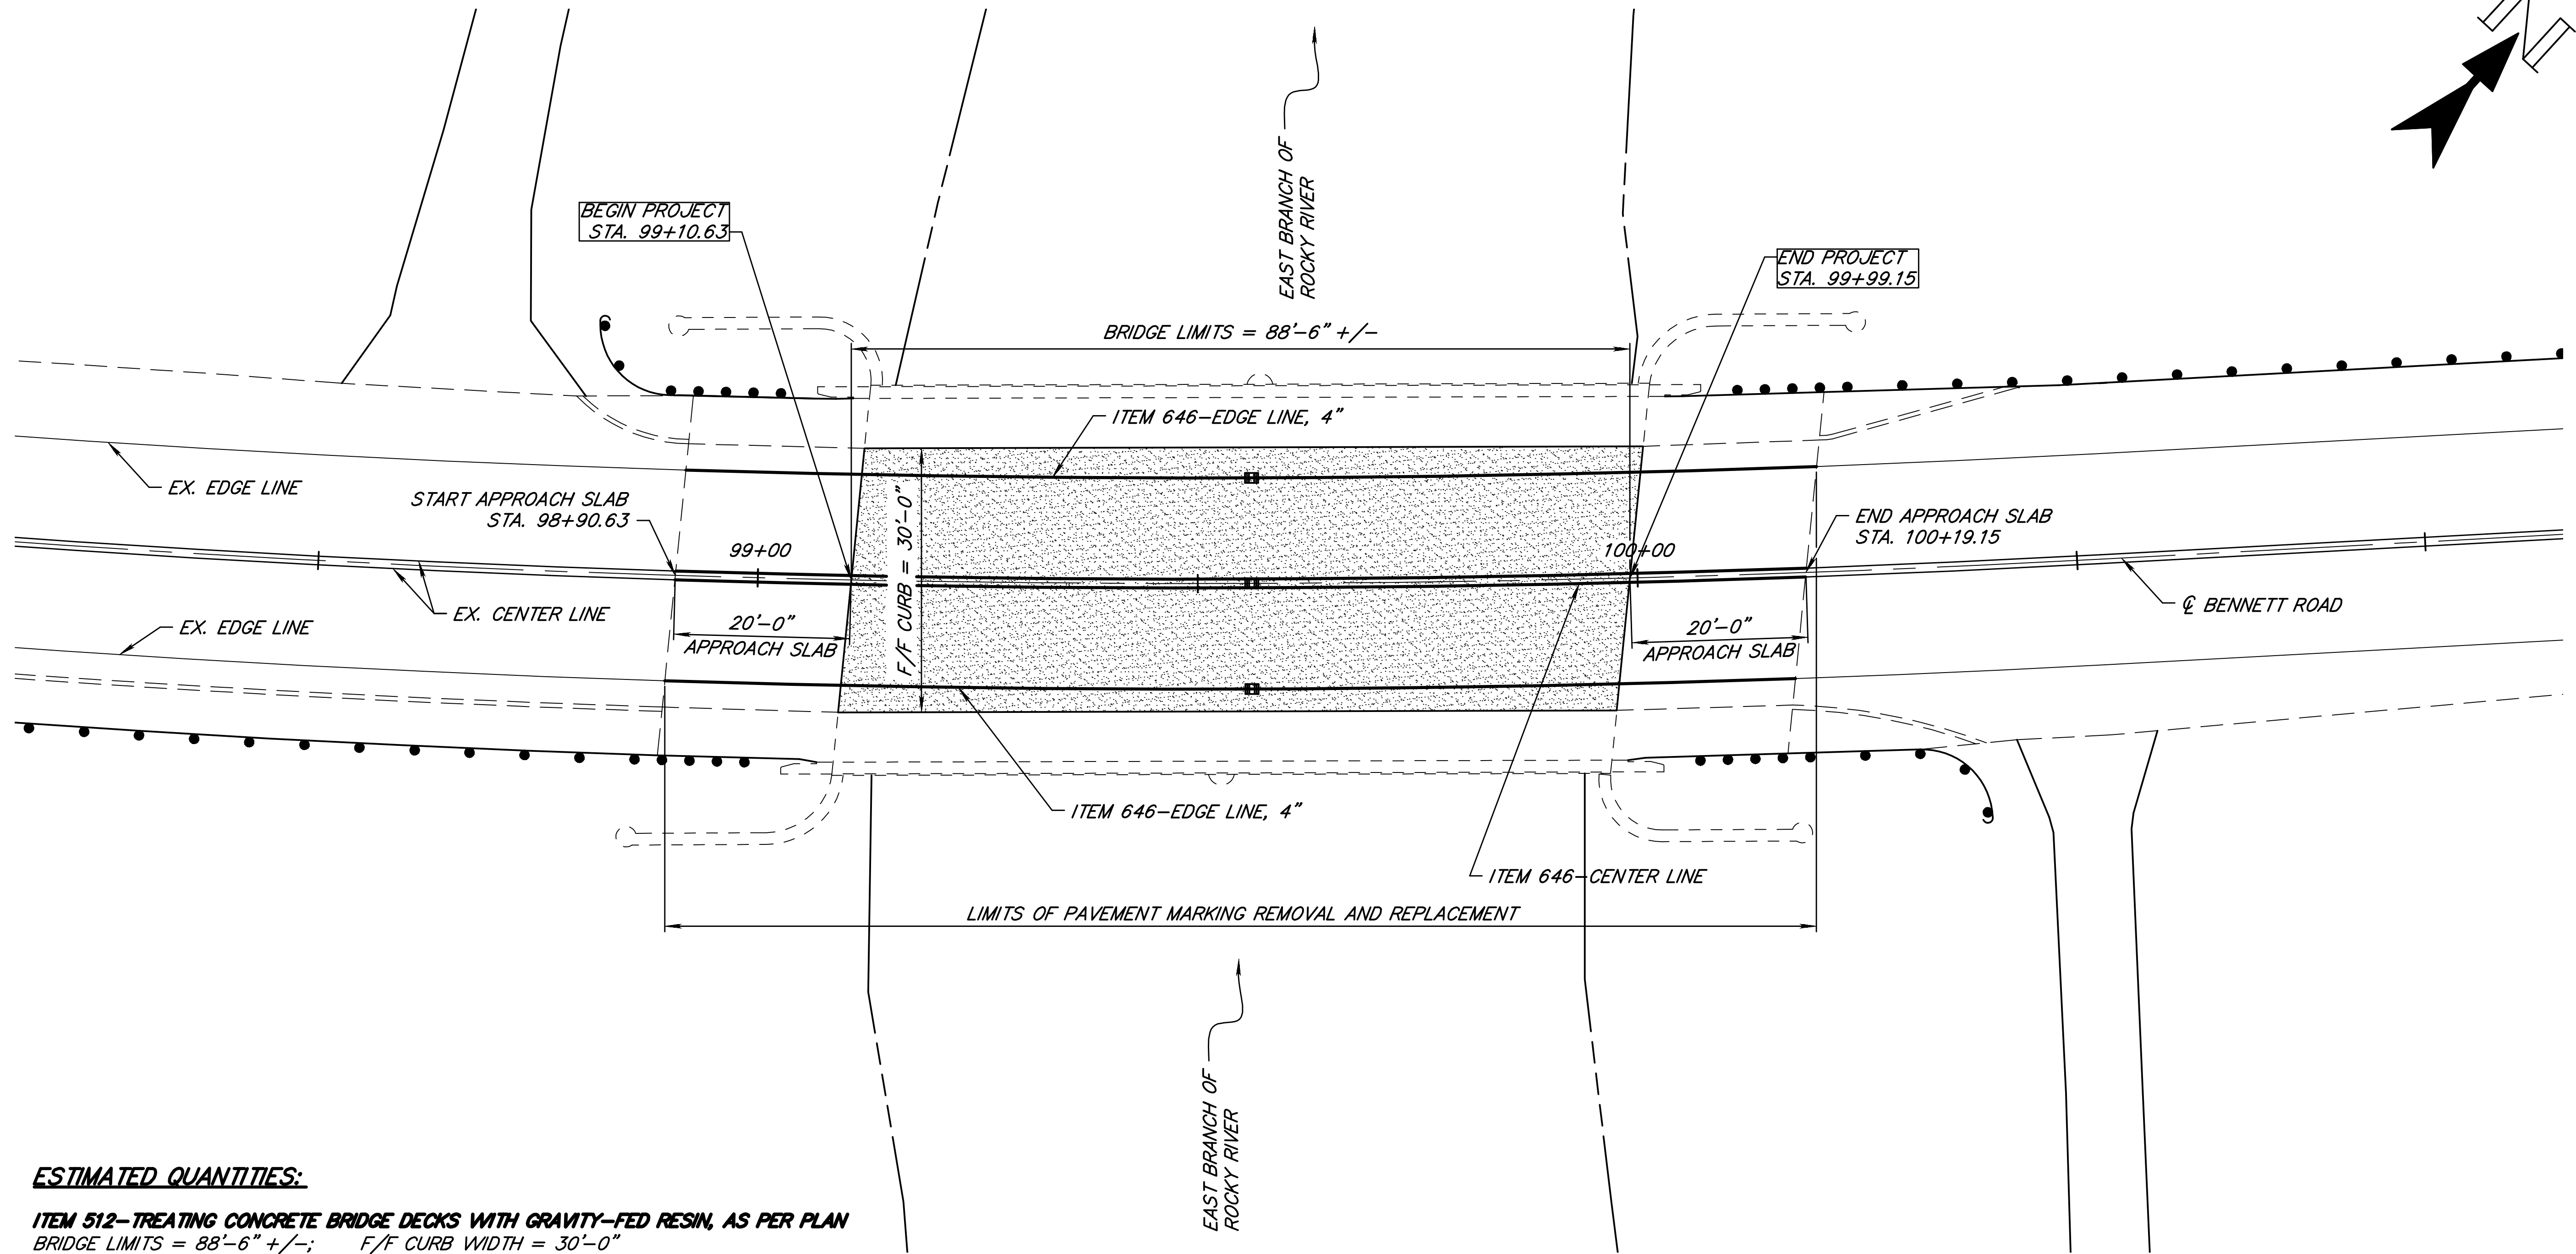 N
EAST BRANCH OF
ROCKY RIVER
BEGIN PROJECT
STA. 99+10.63
END PROJECT
STA. 99+99.15
BRIDGE LIMITS = 88'-6" +/-
ITEM 646-EDGE LINE, 4"
EX. EDGE LINE
START APPROACH SLAB
STA. 98+90.63
F/F CURB = 30'-0"
END APPROACH SLAB
STA. 100+19.15
99+00
100+00
EX. CENTER LINE
℄ BENNETT ROAD
EX. EDGE LINE
20'-0"
APPROACH SLAB
20'-0"
APPROACH SLAB
ITEM 646-EDGE LINE, 4"
ITEM 646-CENTER LINE
LIMITS OF PAVEMENT MARKING REMOVAL AND REPLACEMENT
EAST BRANCH OF
ROCKY RIVER
ESTIMATED QUANTITIES:
ITEM 512-TREATING CONCRETE BRIDGE DECKS WITH GRAVITY-FED RESIN, AS PER PLAN
BRIDGE LIMITS = 88'-6" +/-; F/F CURB WIDTH = 30'-0"